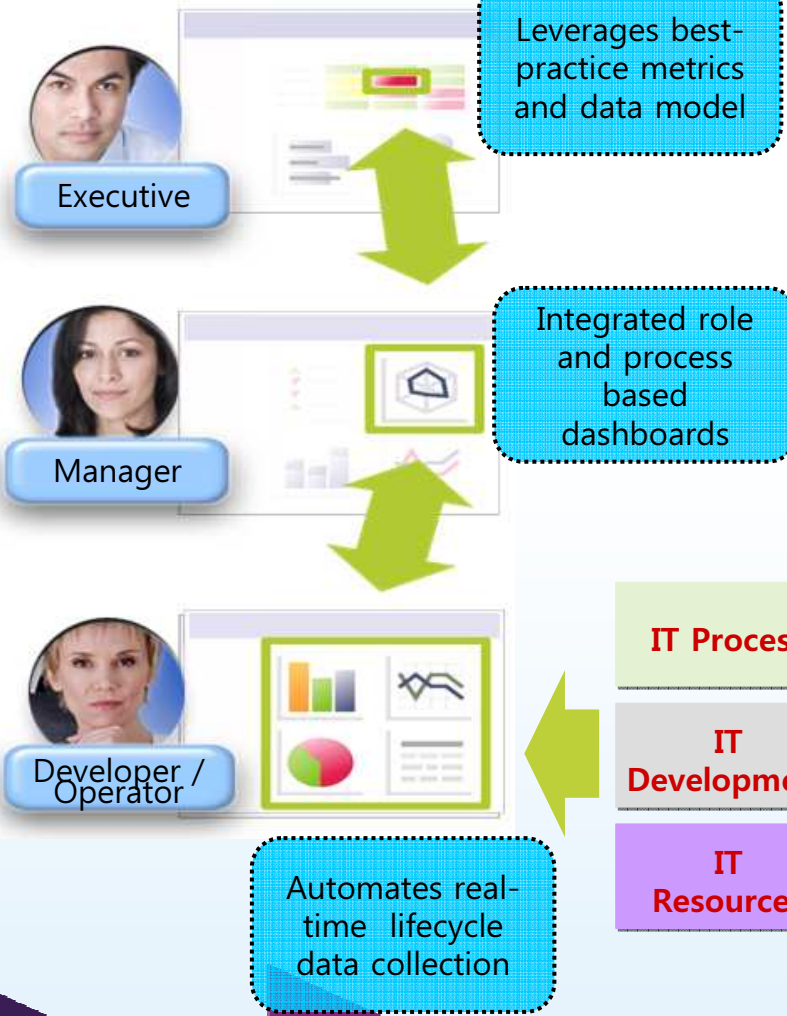 Leverages best-
practice metrics
and data model
Executive
Integrated role
and process
based
dashboards
Manager
Developer /
Operator
IT
IT
IT
Automates real-
time lifecycle
data collection